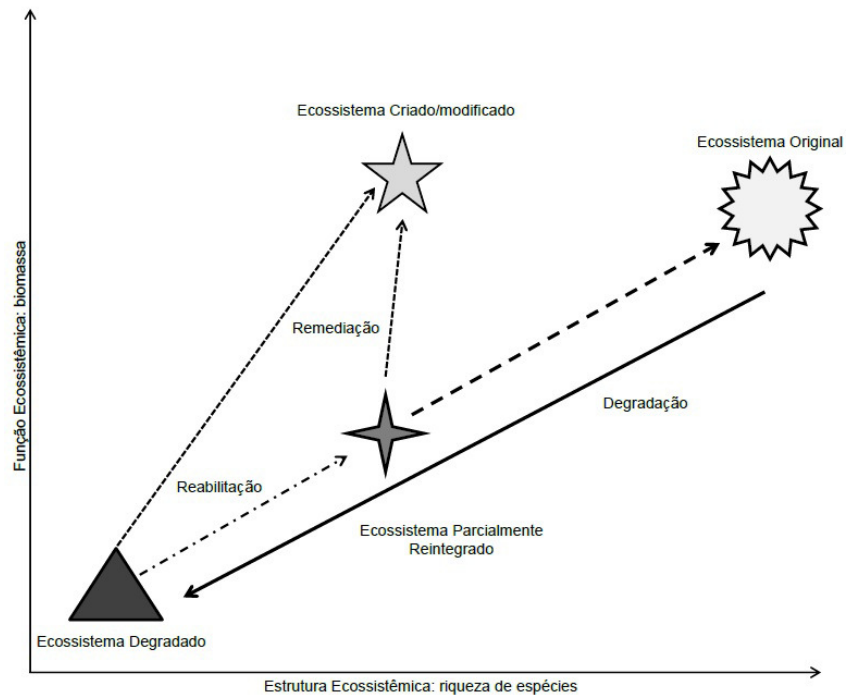 Ecossistema Criado/modificado
Ecossistema Original
Função Ecossistêmica: biomassa
Remediação
Degradação
Reabilitação
Ecossistema Parcialmente
Reintegrado
Ecossistema Degradado
Estrutura Ecossistêmica: riqueza de espécies